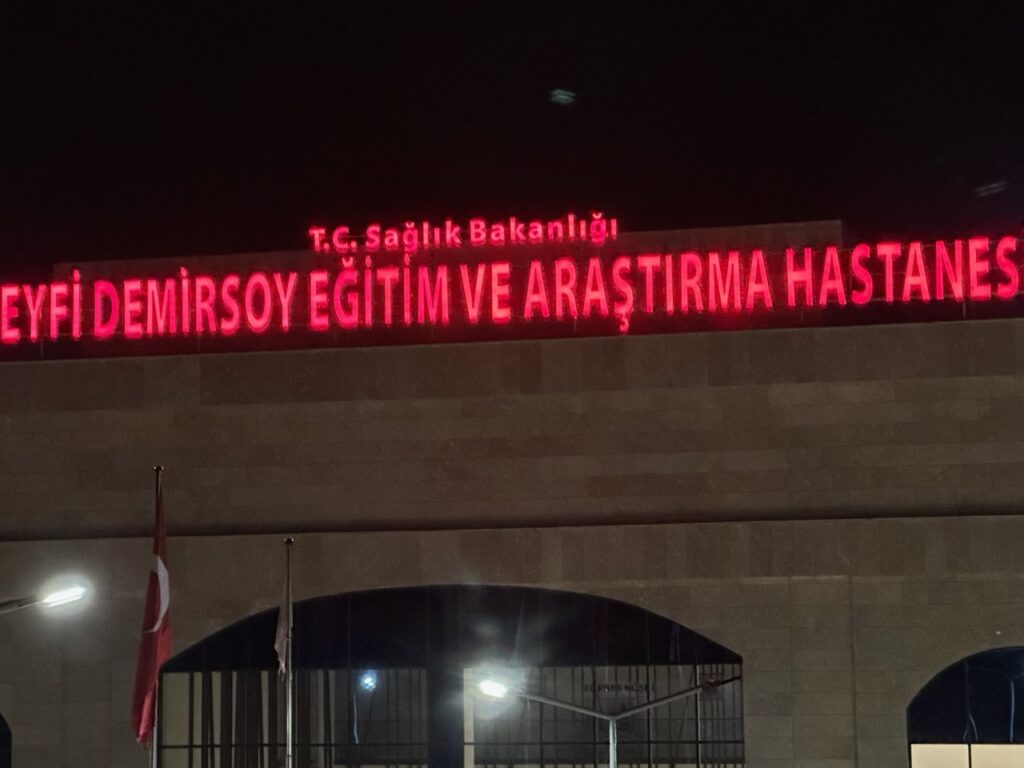 T.C. Sağlık Bakanlığı
EYFİ DEMİRSOY EĞİTİM VE ARAŞTIRMA HASTANES